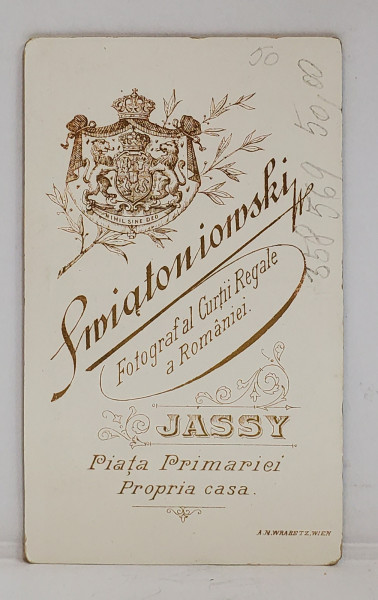 50
358 569 50,00
NIHIL SINE DEO
Swiątoniowski
Fotograf al Curții Regale
a României.
JASSY
Piața Primariei
Propria casa.
A.M.WRABETZ,WIEN